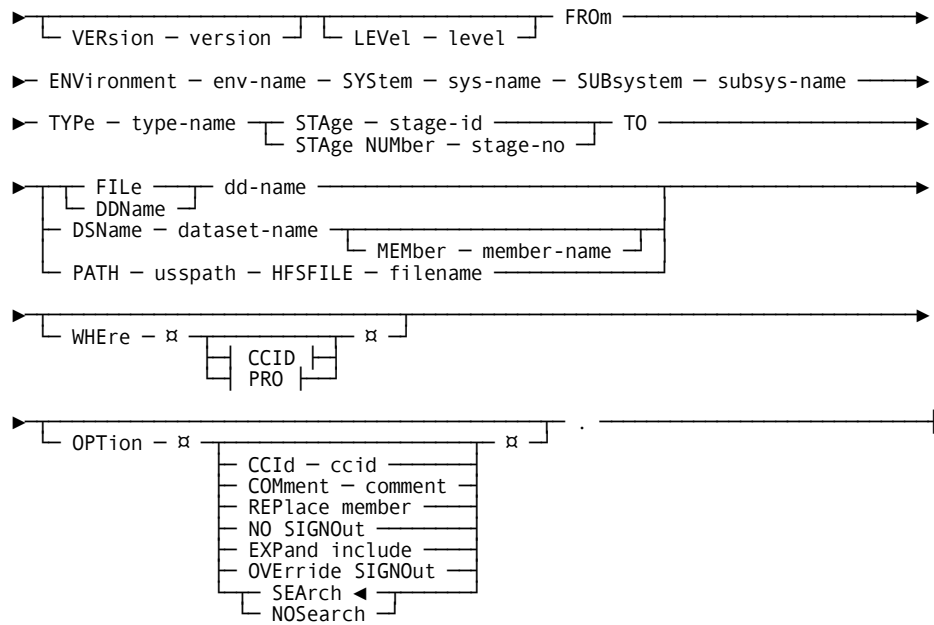 VERsion – version LEVel – level FROm
ENVironment – env-name – SYStem – sys-name – SUBsystem – subsys-name
TYPe – type-name STAge – stage-id TO
STAge NUMber – stage-no
FILe dd-name
DDName
DSName – dataset-name
MEMber – member-name
PATH – usspath – HFSFILE – filename
WHEre – ¤ ¤
CCID
PRO
.
OPTion – ¤ ¤
CCId – ccid
COMment – comment
REPlace member
NO SIGNOut
EXPand include
OVErride SIGNOut
SEArch ◄
NOSearch